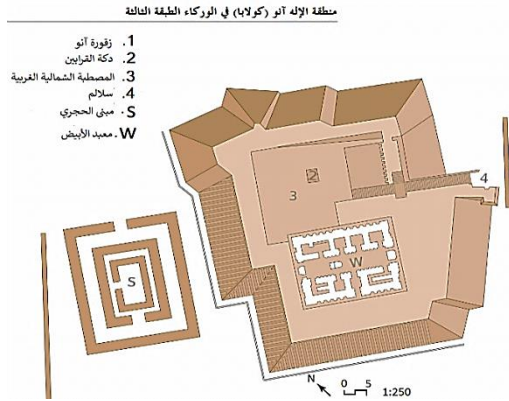 منطقة الإله آنو (كولابا) في الوركاء الطبقة الثالثة
1. زقورة آنو
2. دكة القرابين
3. المصطبة الشمالية الغربية
4. سلالم
S. مبنى الحجري
W. معبد الأبيض
2
3
4
W
S
N
0 5 1:250